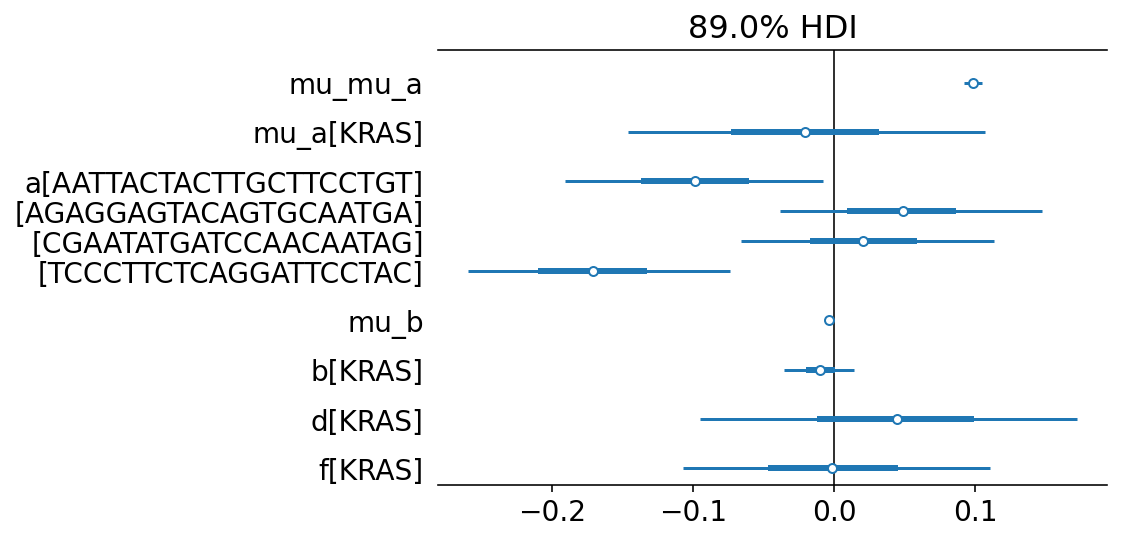 89.0% HDI
mu_mu_a
mu_a[KRAS]
a[AATTACTACTTGCTTCCTGT]
[AGAGGAGTACAGTGCAATGA]
[CGAATATGATCCAACAATAG]
[TCCCTTCTCAGGATTCCTAC]
mu_b
b[KRAS]
d[KRAS]
f[KRAS]
−0.2 −0.1 0.0 0.1